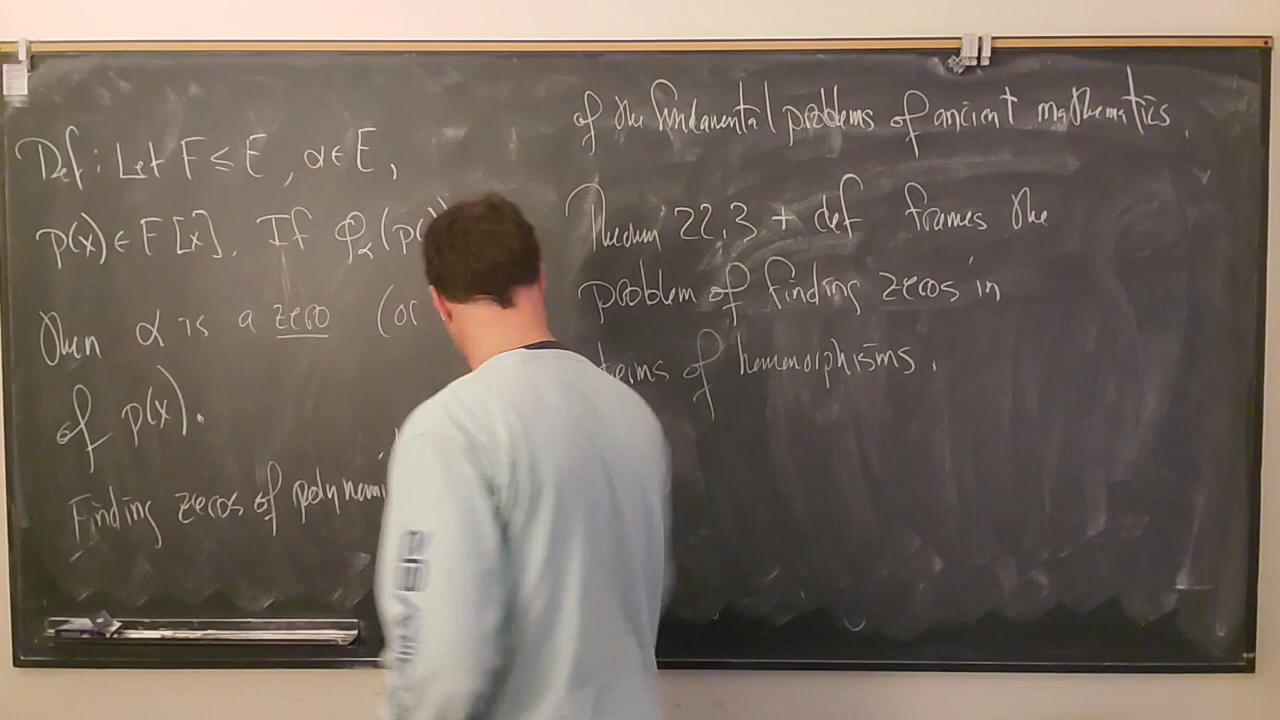 Def: Let F ≤ E, α ∈ E,
p(x) ∈ F[x]. If φ_α(p(
then α is a zero (or
of p(x).
Finding zeros of polynomi
of the fundamental problems of ancient mathematics.
Theorem 22.3 + def frames the
problem of finding zeros in
terms of homomorphisms.